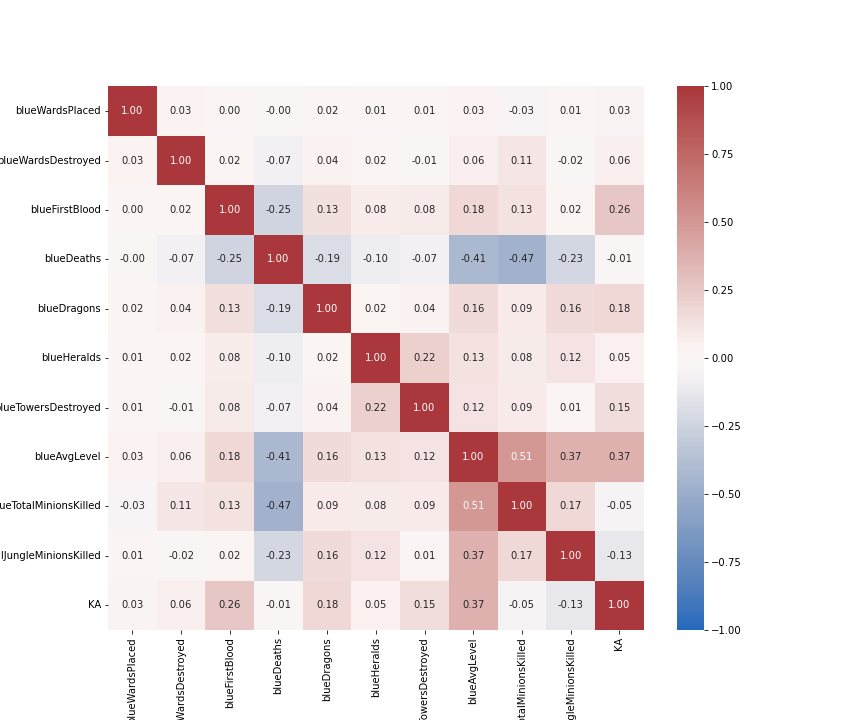 blueWardsPlaced 1.00 0.03 0.00 -0.00 0.02 0.01 0.01 0.03 -0.03 0.01 0.03
blueWardsDestroyed 0.03 1.00 0.02 -0.07 0.04 0.02 -0.01 0.06 0.11 -0.02 0.06
blueFirstBlood 0.00 0.02 1.00 -0.25 0.13 0.08 0.08 0.18 0.13 0.02 0.26
blueDeaths -0.00 -0.07 -0.25 1.00 -0.19 -0.10 -0.07 -0.41 -0.47 -0.23 -0.01
blueDragons 0.02 0.04 0.13 -0.19 1.00 0.02 0.04 0.16 0.09 0.16 0.18
blueHeralds 0.01 0.02 0.08 -0.10 0.02 1.00 0.22 0.13 0.08 0.12 0.05
lueTowersDestroyed 0.01 -0.01 0.08 -0.07 0.04 0.22 1.00 0.12 0.09 0.01 0.15
blueAvgLevel 0.03 0.06 0.18 -0.41 0.16 0.13 0.12 1.00 0.51 0.37 0.37
ueTotalMinionsKilled -0.03 0.11 0.13 -0.47 0.09 0.08 0.09 0.51 1.00 0.17 -0.05
lJungleMinionsKilled 0.01 -0.02 0.02 -0.23 0.16 0.12 0.01 0.37 0.17 1.00 -0.13
KA 0.03 0.06 0.26 -0.01 0.18 0.05 0.15 0.37 -0.05 -0.13 1.00
blueWardsPlaced
WardsDestroyed
blueFirstBlood
blueDeaths
blueDragons
blueHeralds
owersDestroyed
blueAvgLevel
talMinionsKilled
gleMinionsKilled
KA
1.00
0.75
0.50
0.25
0.00
−0.25
−0.50
−0.75
−1.00